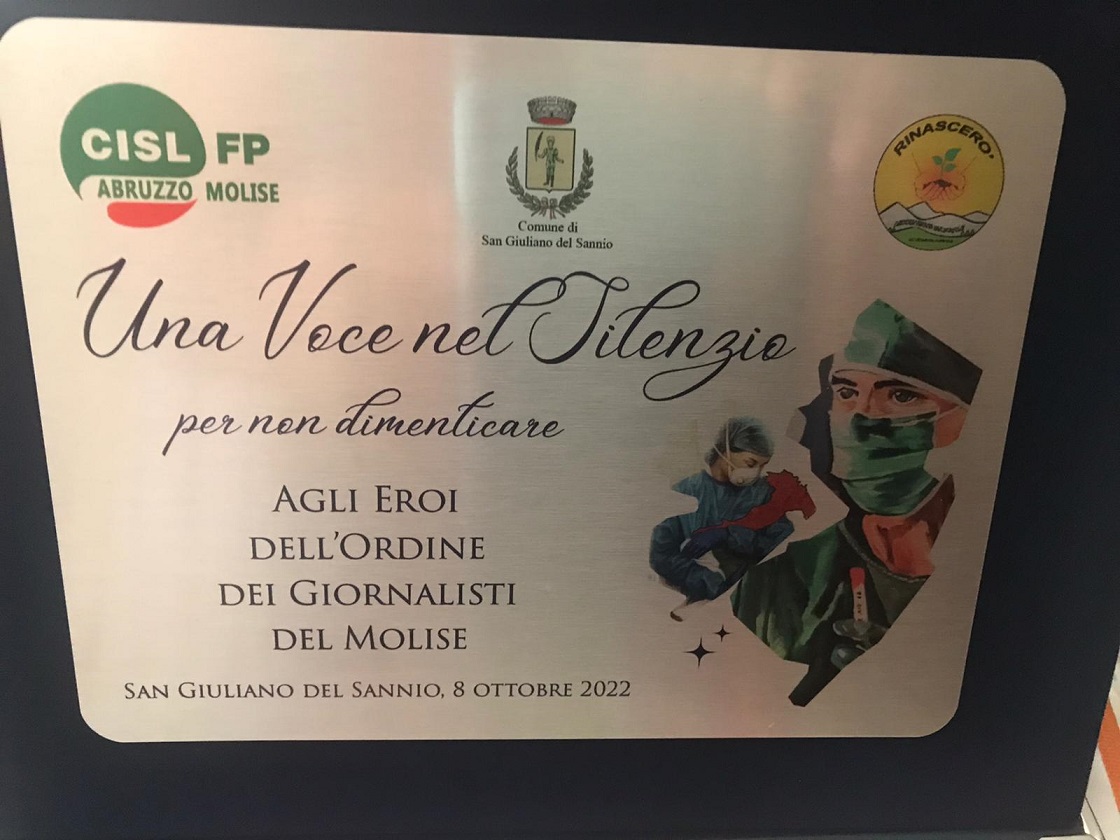 CISL FP
ABRUZZO MOLISE
Comune di
San Giuliano del Sannio
RINASCERO'
Una Voce nel Silenzio
per non dimenticare
AGLI EROI
DELL'ORDINE
DEI GIORNALISTI
DEL MOLISE
SAN GIULIANO DEL SANNIO, 8 OTTOBRE 2022